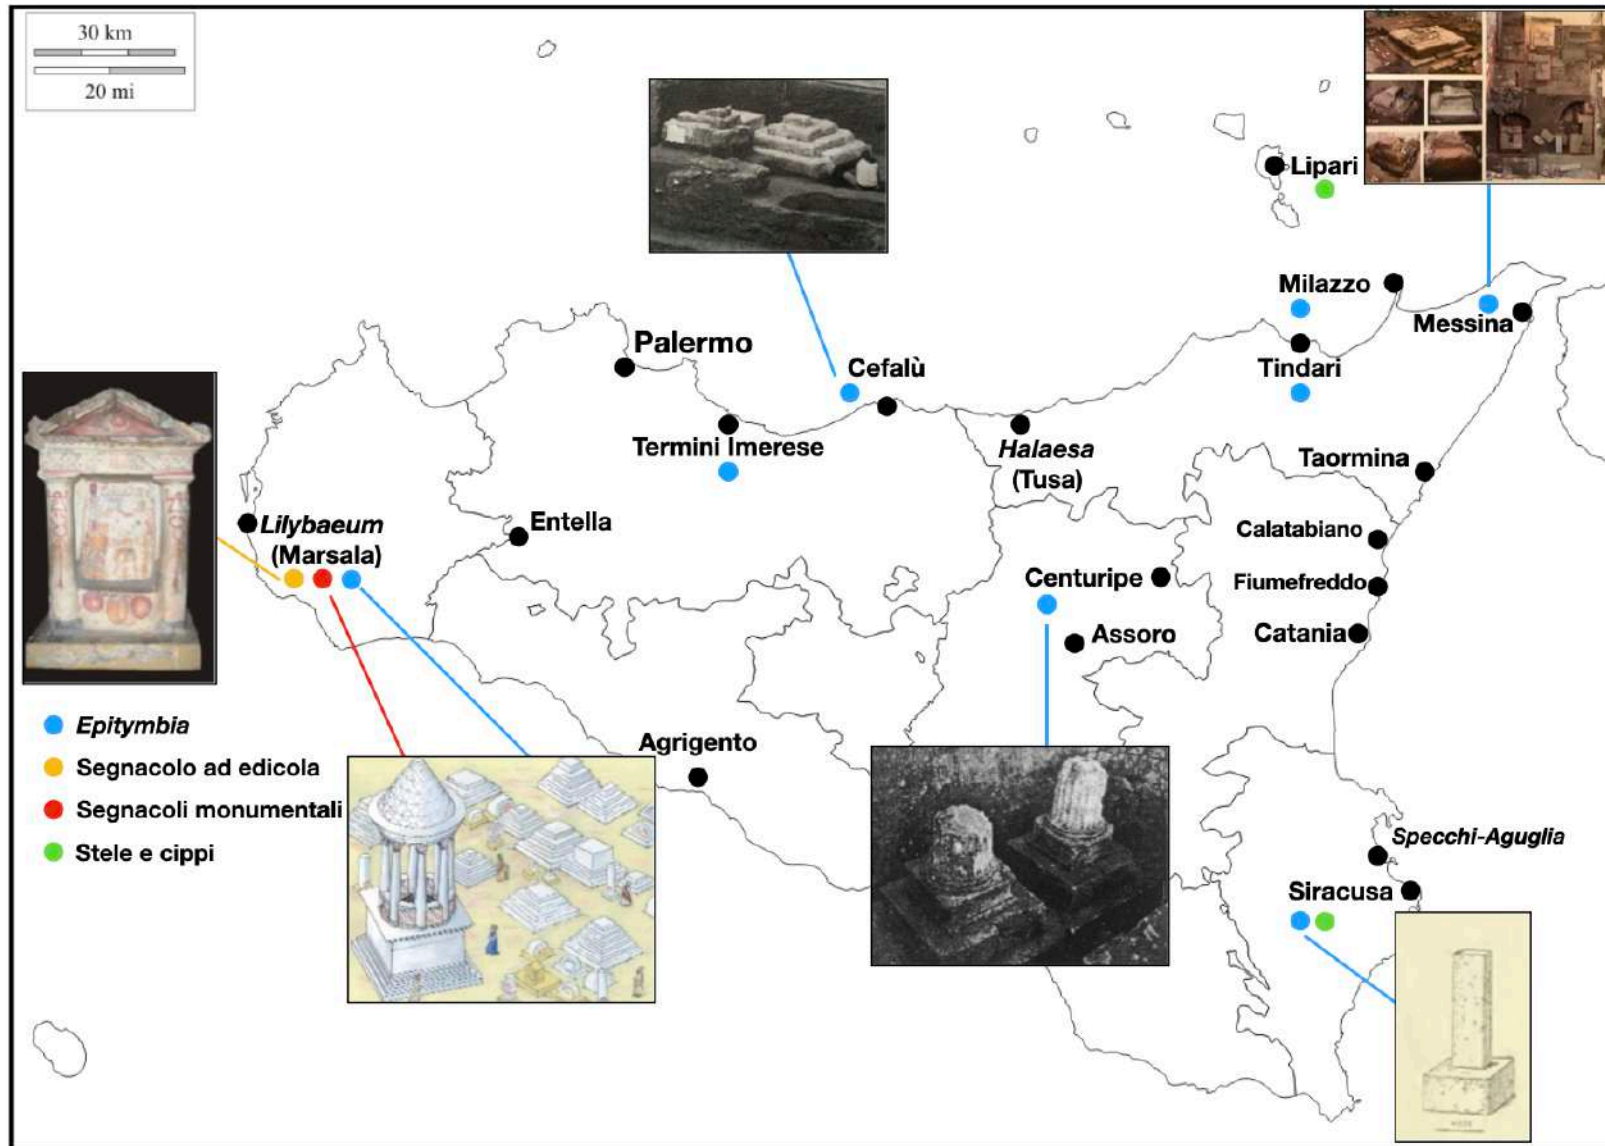 30 km
20 mi
Lipari
Milazzo
Messina
Tindari
Palermo
Cefalù
Termini Imerese
Halaesa
(Tusa)
Taormina
Lilybaeum
(Marsala)
Entella
Calatabiano
Centuripe
Fiumefreddo
Assoro
Catania
Epitymbia
Segnacolo ad edicola
Segnacoli monumentali
Stele e cippi
Agrigento
Specchi-Aguglia
Siracusa